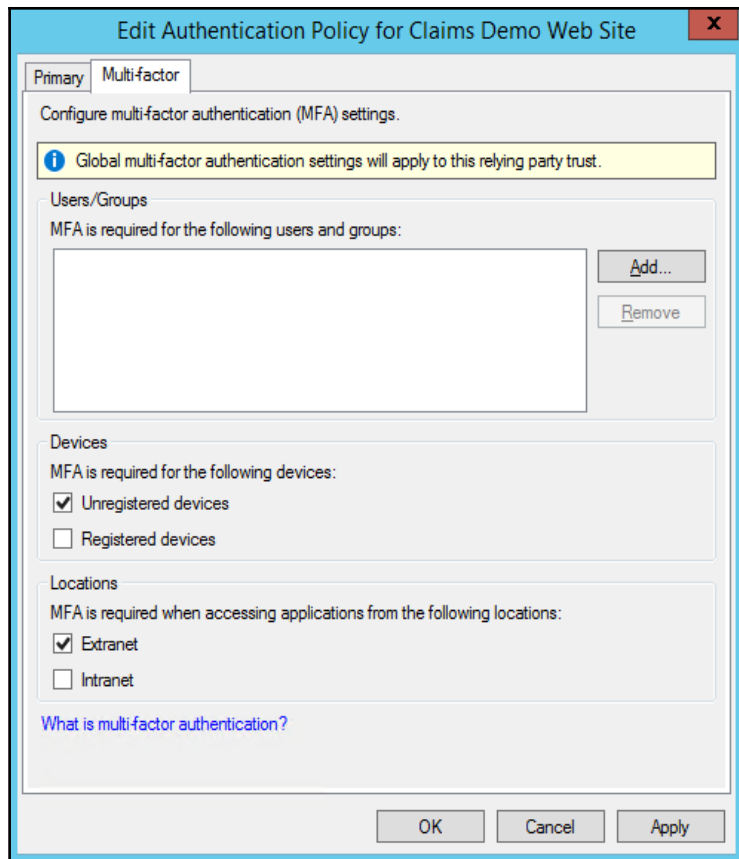 Edit Authentication Policy for Claims Demo Web Site
x
Primary
Multi-factor
Configure multi-factor authentication (MFA) settings.
Global multi-factor authentication settings will apply to this relying party trust.
Users/Groups
MFA is required for the following users and groups:
Add...
Remove
Devices
MFA is required for the following devices:
Unregistered devices
Registered devices
Locations
MFA is required when accessing applications from the following locations:
Extranet
Intranet
What is multi-factor authentication?
OK
Cancel
Apply